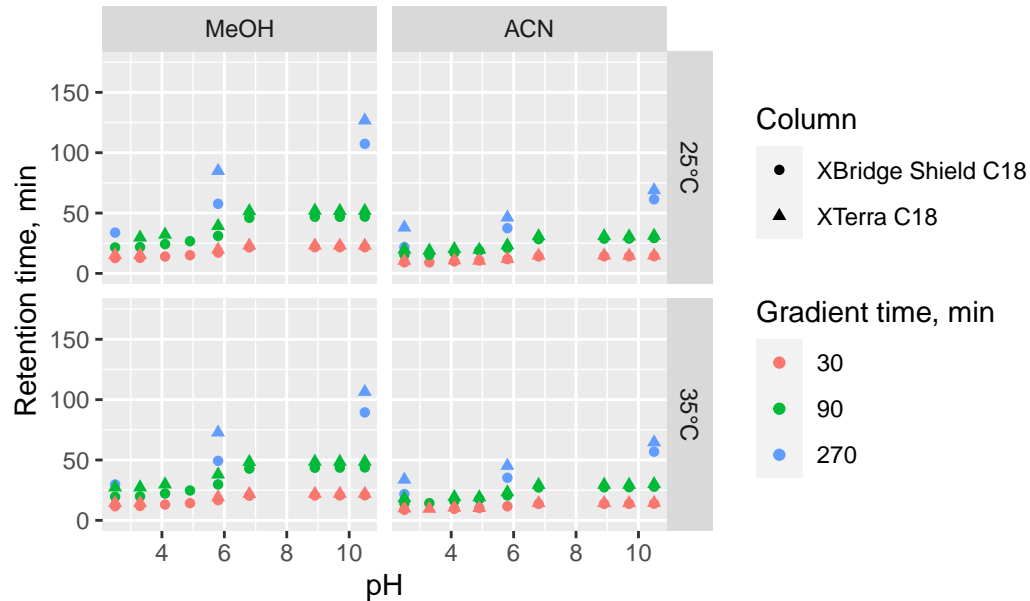 MeOH
ACN
150
100
50
0
25°C
150
100
50
0
35°C
Retention time, min
4
6
8
10
4
6
8
10
pH
Column
XBridge Shield C18
XTerra C18
Gradient time, min
30
90
270